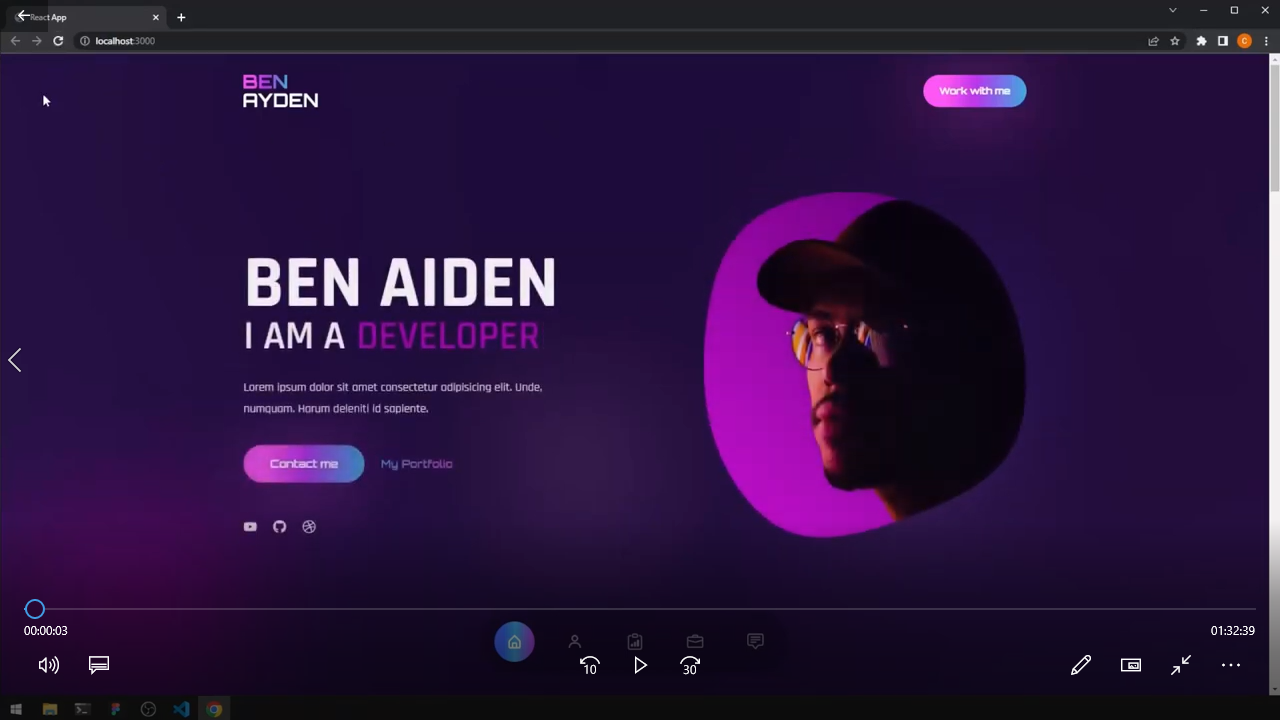 React App
localhost:3000
BEN
AYDEN
Work with me
BEN AIDEN
I AM A DEVELOPER
Lorem ipsum dolor sit amet consectetur adipisicing elit. Unde,
numquam. Harum deleniti id sapiente.
Contact me
My Portfolio
00:00:03
01:32:39
10
30
C